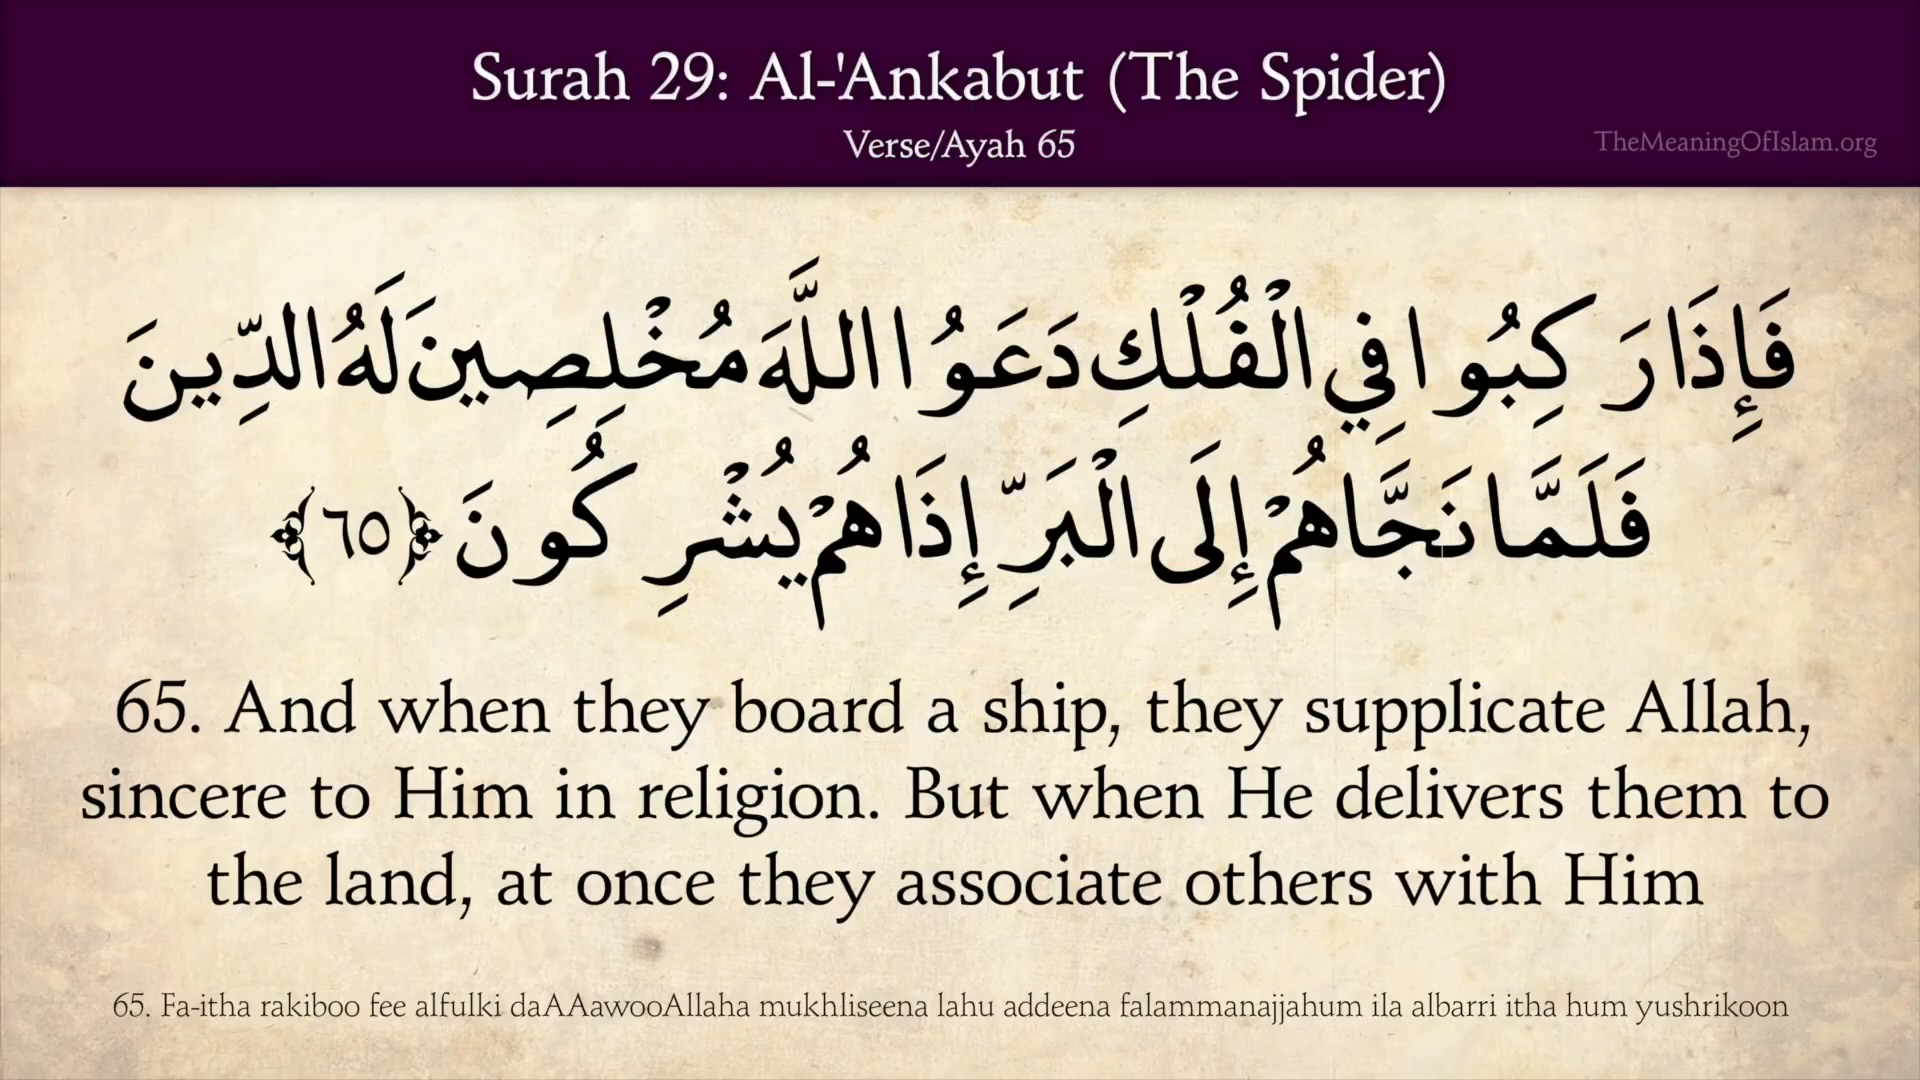 Surah 29: Al-'Ankabut (The Spider)
Verse/Ayah 65
TheMeaningOfIslam.org
فَإِذَا رَكِبُوا فِي الْفُلْكِ دَعَوُا اللَّهَ مُخْلِصِينَ لَهُ الدِّينَ
فَلَمَّا نَجَّاهُمْ إِلَى الْبَرِّ إِذَا هُمْ يُشْرِكُونَ ﴿٦٥﴾
65. And when they board a ship, they supplicate Allah,
sincere to Him in religion. But when He delivers them to
the land, at once they associate others with Him
65. Fa-itha rakiboo fee alfulki daAAawooAllaha mukhliseena lahu addeena falammanajjahum ila albarri itha hum yushrikoon